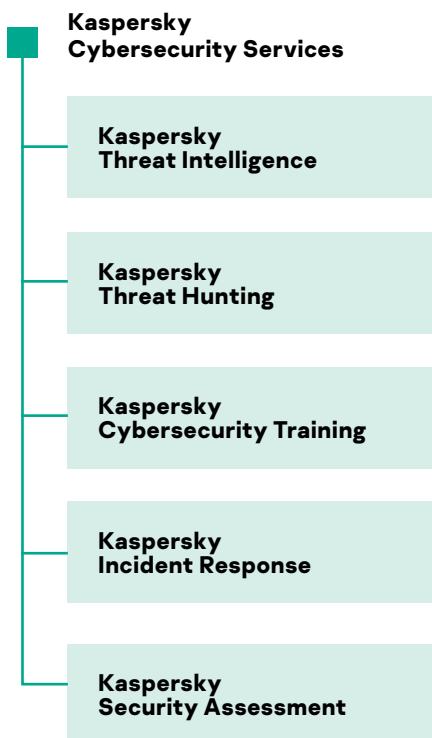 Kaspersky
Cybersecurity Services
Kaspersky
Threat Intelligence
Kaspersky
Threat Hunting
Kaspersky
Cybersecurity Training
Kaspersky
Incident Response
Kaspersky
Security Assessment